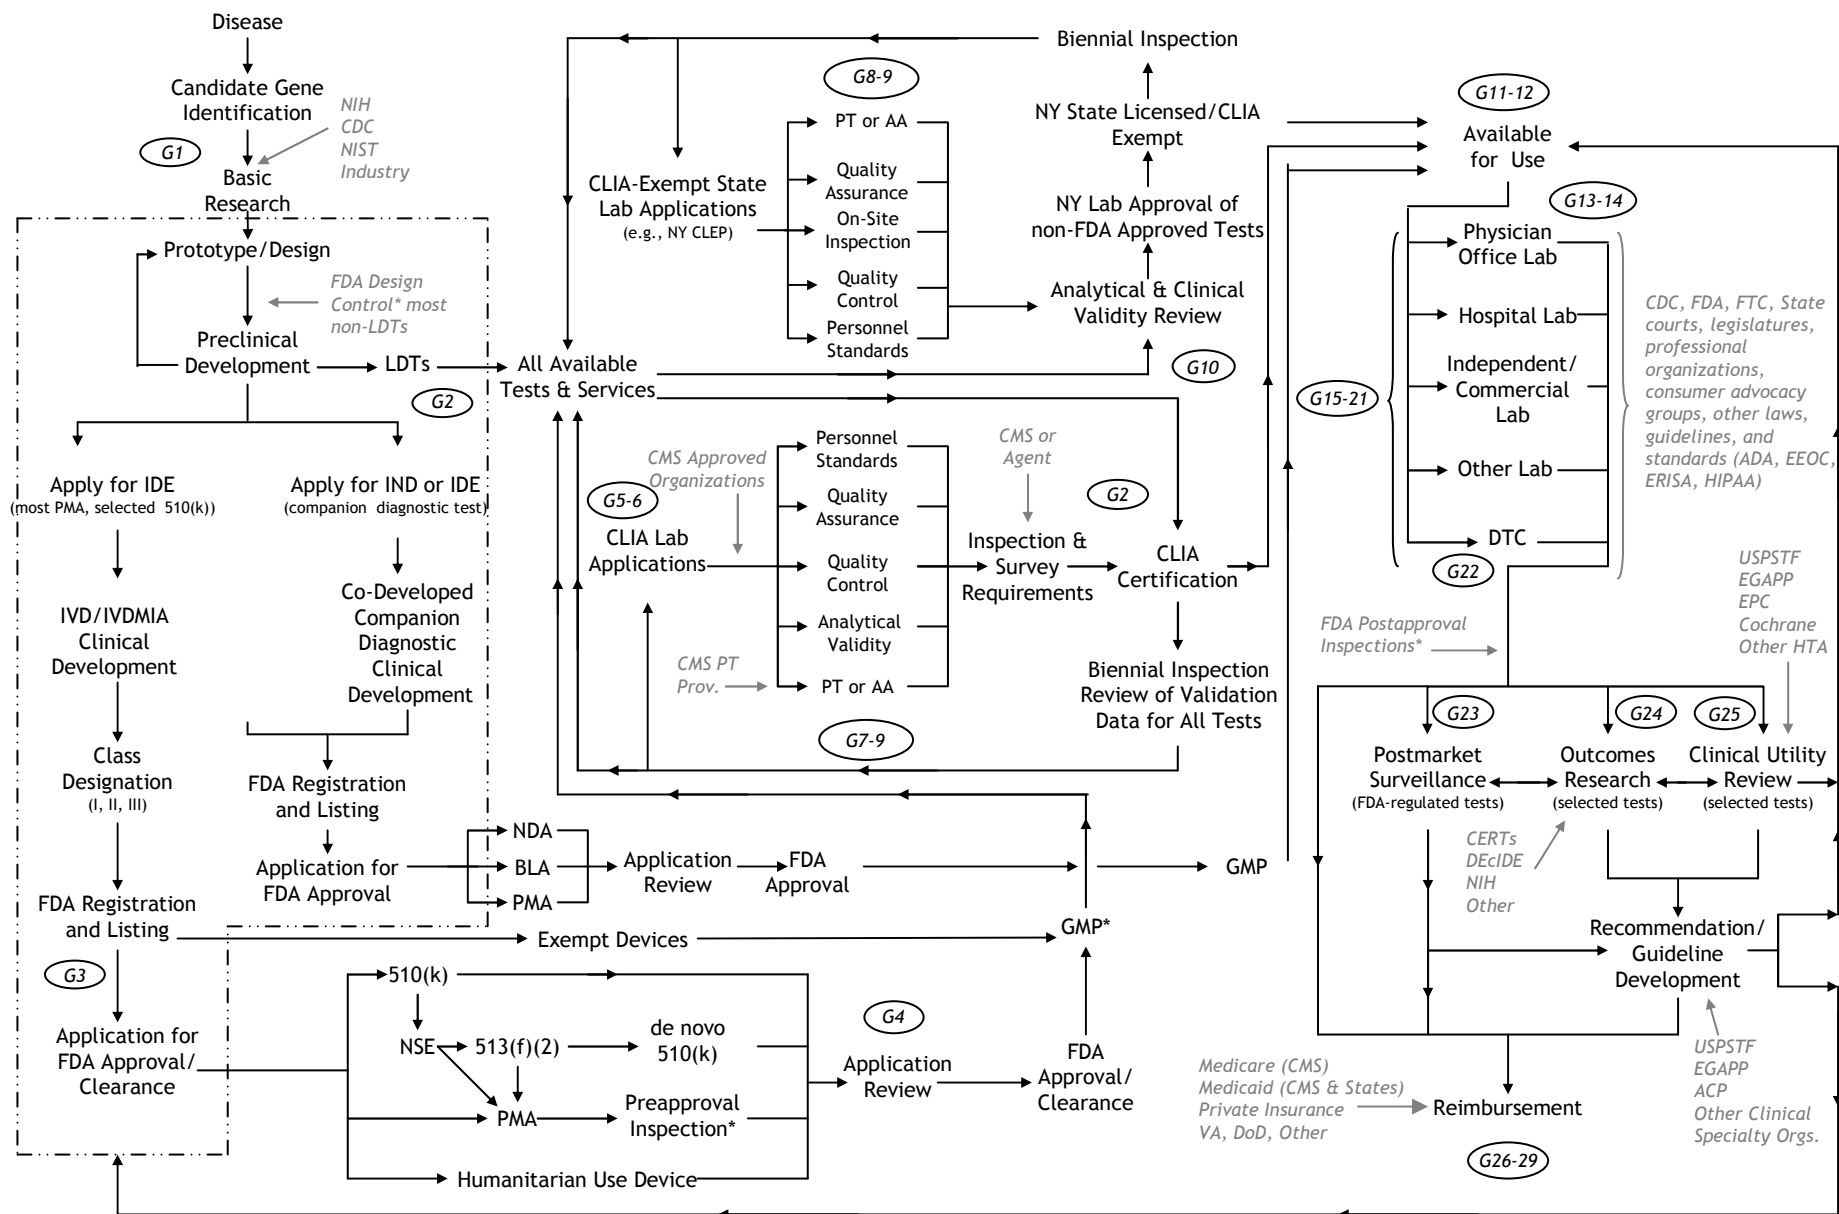 Disease
Candidate Gene
Identification
NIH
CDC
NIST
Industry
G1
Basic
Research
Prototype/Design
FDA Design
Control* most
non-LDTs
Preclinical
Development
LDTs
G2
Apply for IDE
(most PMA, selected 510(k))
Apply for IND or IDE
(companion diagnostic test)
IVD/IVDMIA
Clinical
Development
Co-Developed
Companion
Diagnostic
Clinical
Development
Class
Designation
(I, II, III)
FDA Registration
and Listing
Application for
FDA Approval
FDA Registration
and Listing
G3
Application for
FDA Approval/
Clearance
NDA
BLA
PMA
Application
Review
FDA
Approval
GMP
Exempt Devices
GMP*
510(k)
NSE
513(f)(2)
de novo
510(k)
PMA
Preapproval
Inspection*
Humanitarian Use Device
G4
Application
Review
FDA
Approval/
Clearance
All Available
Tests & Services
Biennial Inspection
G8-9
CLIA-Exempt State
Lab Applications
(e.g., NY CLEP)
PT or AA
Quality
Assurance
On-Site
Inspection
Quality
Control
Personnel
Standards
NY State Licensed/CLIA
Exempt
NY Lab Approval of
non-FDA Approved Tests
Analytical & Clinical
Validity Review
G10
CMS Approved
Organizations
G5-6
CLIA Lab
Applications
CMS PT
Prov.
Personnel
Standards
Quality
Assurance
Quality
Control
Analytical
Validity
PT or AA
CMS or
Agent
G2
Inspection &
Survey
Requirements
CLIA
Certification
Biennial Inspection
Review of Validation
Data for All Tests
G7-9
G11-12
Available
for Use
G13-14
Physician
Office Lab
Hospital Lab
Independent/
Commercial
Lab
Other Lab
DTC
G15-21
G22
CDC, FDA, FTC, State
courts, legislatures,
professional
organizations,
consumer advocacy
groups, other laws,
guidelines, and
standards (ADA, EEOC,
ERISA, HIPAA)
FDA Postapproval
Inspections*
USPSTF
EGAPP
EPC
Cochrane
Other HTA
G23
G24
G25
Postmarket
Surveillance
(FDA-regulated tests)
Outcomes
Research
(selected tests)
Clinical Utility
Review
(selected tests)
CERTs
DEcIDE
NIH
Other
Recommendation/
Guideline
Development
USPSTF
EGAPP
ACP
Other Clinical
Specialty Orgs.
Medicare (CMS)
Medicaid (CMS & States)
Private Insurance
VA, DoD, Other
Reimbursement
G26-29